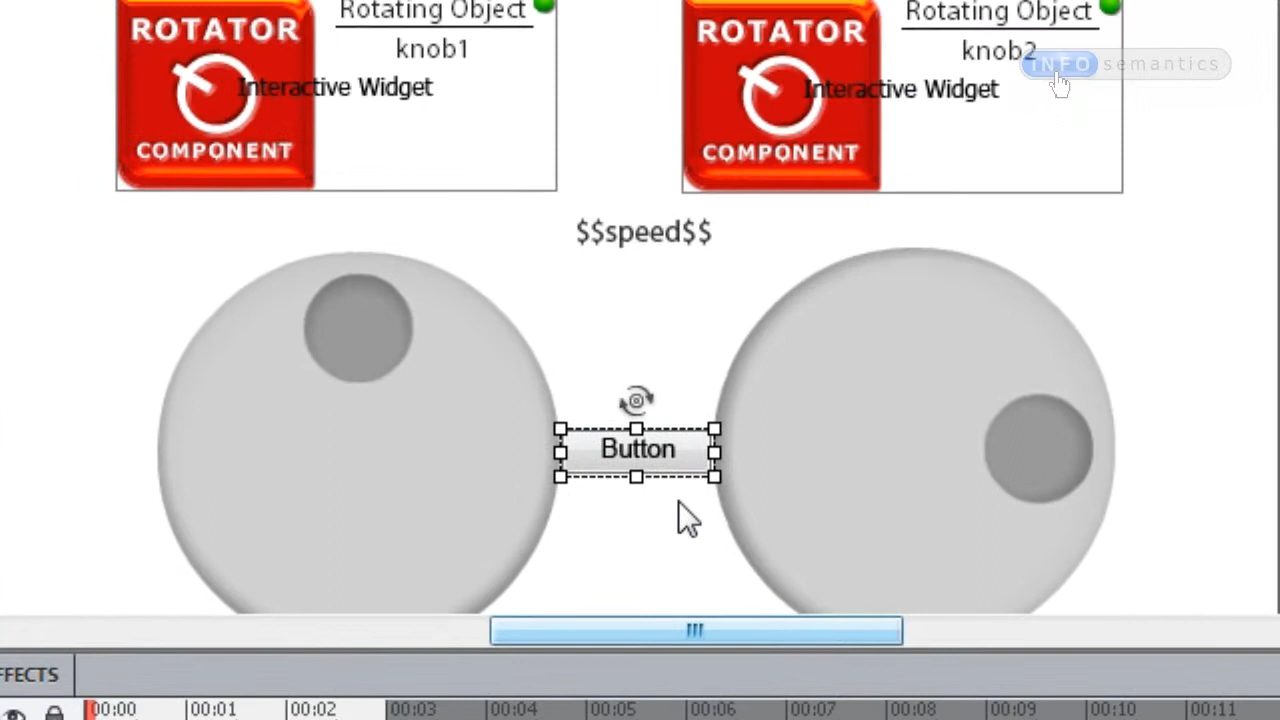 ROTATOR
COMPONENT
Rotating Object
knob1
Interactive Widget
ROTATOR
COMPONENT
Rotating Object
knob2
Interactive Widget
INFOsemantics
$$speed$$
Button
FFECTS
00:00 00:01 00:02 00:03 00:04 00:05 00:06 00:07 00:08 00:09 00:10 00:11